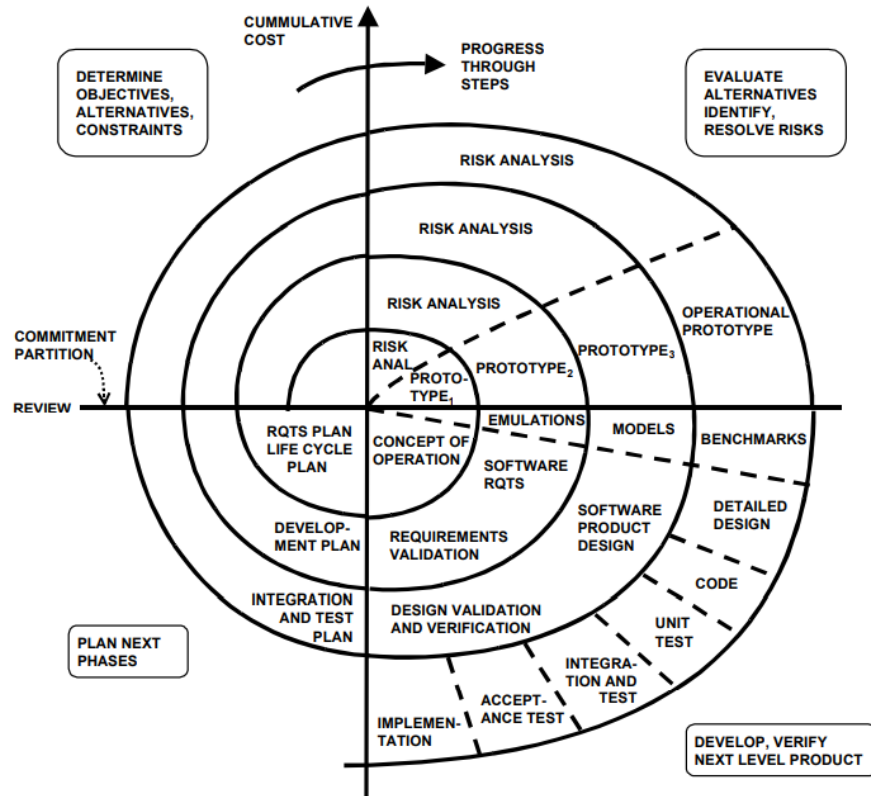 CUMMULATIVE
COST
PROGRESS
THROUGH
STEPS
DETERMINE
OBJECTIVES,
ALTERNATIVES,
CONSTRAINTS
EVALUATE
ALTERNATIVES
IDENTIFY,
RESOLVE RISKS
RISK ANALYSIS
RISK ANALYSIS
RISK ANALYSIS
RISK
ANAL
PROTO-
TYPE1
PROTOTYPE2
PROTOTYPE3
OPERATIONAL
PROTOTYPE
COMMITMENT
PARTITION
REVIEW
EMULATIONS
MODELS
BENCHMARKS
RQTS PLAN
LIFE CYCLE
PLAN
CONCEPT OF
OPERATION
SOFTWARE
RQTS
SOFTWARE
PRODUCT
DESIGN
DETAILED
DESIGN
DEVELOP-
MENT PLAN
REQUIREMENTS
VALIDATION
CODE
INTEGRATION
AND TEST
PLAN
DESIGN VALIDATION
AND VERIFICATION
UNIT
TEST
PLAN NEXT
PHASES
INTEGRA-
TION AND
TEST
ACCEPT-
ANCE TEST
IMPLEMEN-
TATION
DEVELOP, VERIFY
NEXT LEVEL PRODUCT